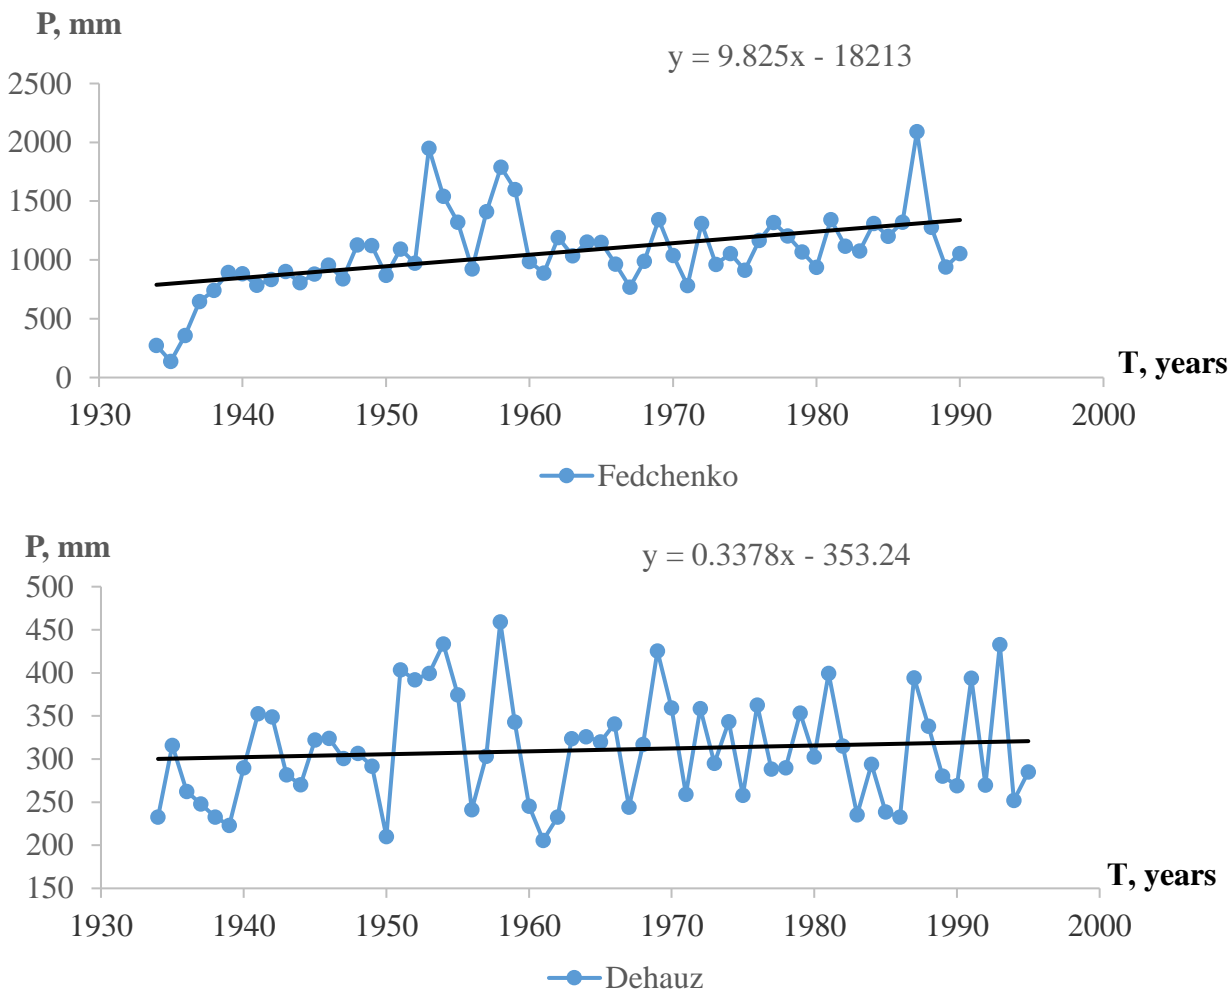 P, mm
y = 9.825x - 18213
2500
2000
1500
1000
500
0
T, years
1930 1940 1950 1960 1970 1980 1990 2000
Fedchenko
P, mm
y = 0.3378x - 353.24
500
450
400
350
300
250
200
150
T, years
1930 1940 1950 1960 1970 1980 1990 2000
Dehauz